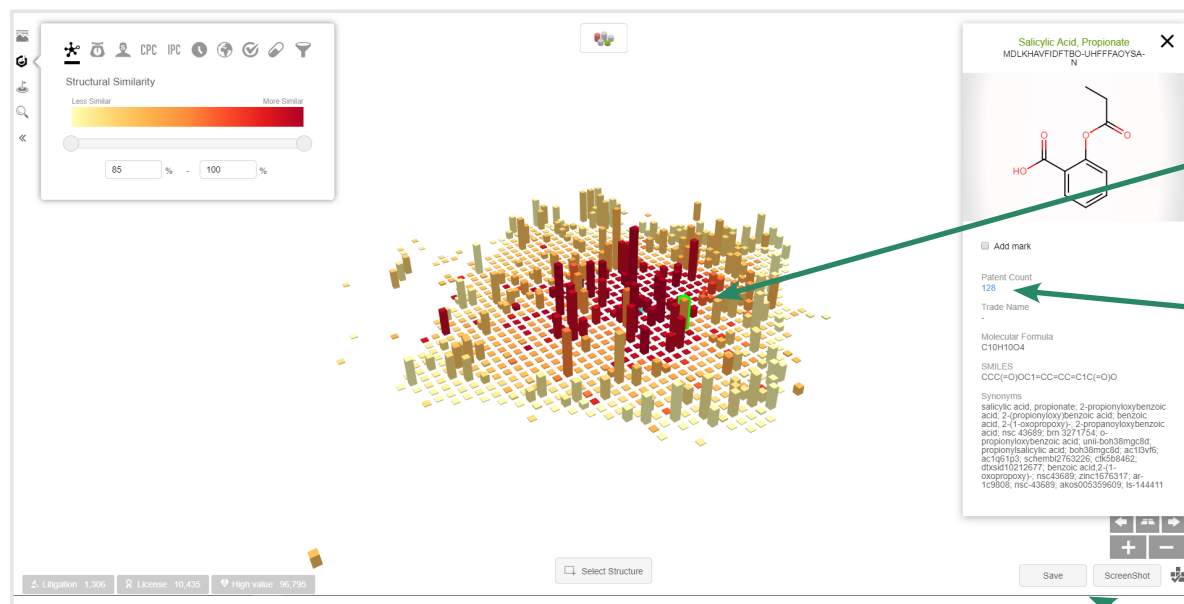 CPC IPC
Structural Similarity
Less Similar More Similar
85 % - 100 %
Salicylic Acid, Propionate
MDLKHAVFIDFTBO-UHFFFAOYSA-
N
O
O
O
HO
Add mark
Patent Count
128
Trade Name
-
Molecular Formula
C10H10O4
SMILES
CCC(=O)OC1=CC=CC=C1C(=O)O
Synonyms
salicylic acid, propionate; 2-propionyloxybenzoic
acid; 2-(propionyloxy)benzoic acid; benzoic
acid, 2-(1-oxopropoxy)-; 2-propanoyloxybenzoic
acid; nsc 43689; brn 3271754; o-
propionyloxybenzoic acid; unii-boh38mgc8d;
propionylsalicylic acid; boh38mgc8d; ac1l3vf6;
ac1q61p3; schembl2763226; ctk5b8462;
dtxsid10212677; benzoic acid,2-(1-
oxopropoxy)-; nsc43689; zinc1676317; ar-
1c9808; nsc-43689; akos005359609; ls-144411
Select Structure
Litigation 1,306 License 10,435 High value 96,795
Save ScreenShot